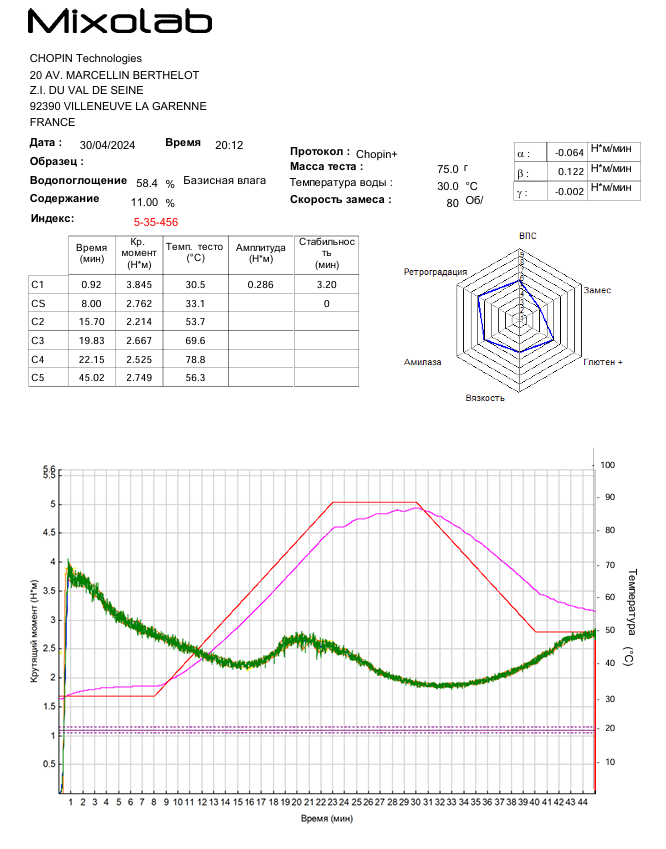 Mixolab
CHOPIN Technologies
20 AV. MARCELLIN BERTHELOT
Z.I. DU VAL DE SEINE
92390 VILLENEUVE LA GARENNE
FRANCE
Дата : 30/04/2024 Время 20:12
Образец :
Водопоглощение 58.4 % Базисная влага
Содержание 11.00 %
Индекс: 5-35-456
Протокол : Chopin+
Масса теста : 75.0 г
Температура воды : 30.0 °C
Скорость замеса : 80 Об/
α : -0.064 Н*м/мин
β : 0.122 Н*м/мин
γ : -0.002 Н*м/мин
Время (мин) Кр. момент (Н*м) Темп. тесто (°C) Амплитуда (Н*м) Стабильнос ть (мин)
C1 0.92 3.845 30.5 0.286 3.20
CS 8.00 2.762 33.1 0
C2 15.70 2.214 53.7
C3 19.83 2.667 69.6
C4 22.15 2.525 78.8
C5 45.02 2.749 56.3
ВПС
Замес
Глютен +
Вязкость
Амилаза
Ретроградация
Крутящий момент (Н*м)
5.6
5.5
5
4.5
4
3.5
3
2.5
2
1.5
1
0.5
100
90
80
70
60
50
40
30
20
10
Температура (°C)
1 2 3 4 5 6 7 8 9 10 11 12 13 14 15 16 17 18 19 20 21 22 23 24 25 26 27 28 29 30 31 32 33 34 35 36 37 38 39 40 41 42 43 44
Время (мин)